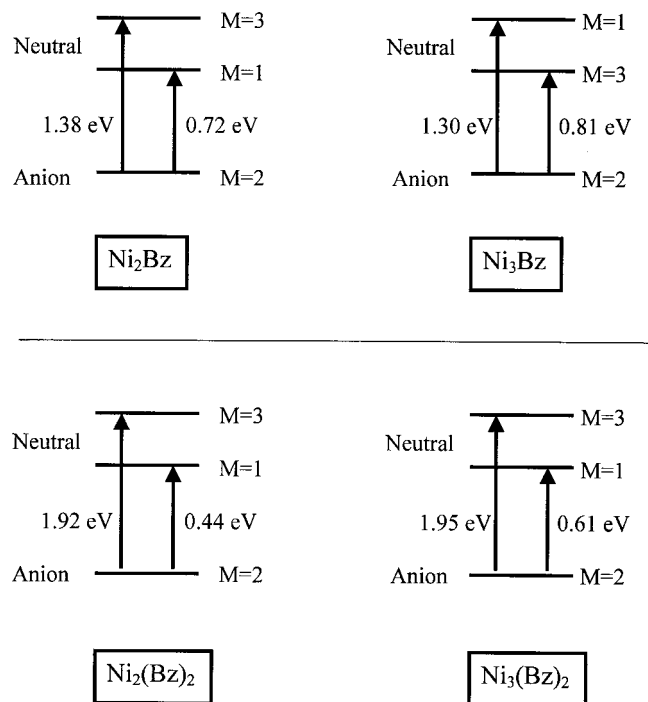 M=3
Neutral
M=1
1.38 eV 0.72 eV
Anion M=2
Ni₂Bz
M=1
Neutral
M=3
1.30 eV 0.81 eV
Anion M=2
Ni₃Bz
M=3
Neutral
M=1
1.92 eV 0.44 eV
Anion M=2
Ni₂(Bz)₂
M=3
Neutral
M=1
1.95 eV 0.61 eV
Anion M=2
Ni₃(Bz)₂